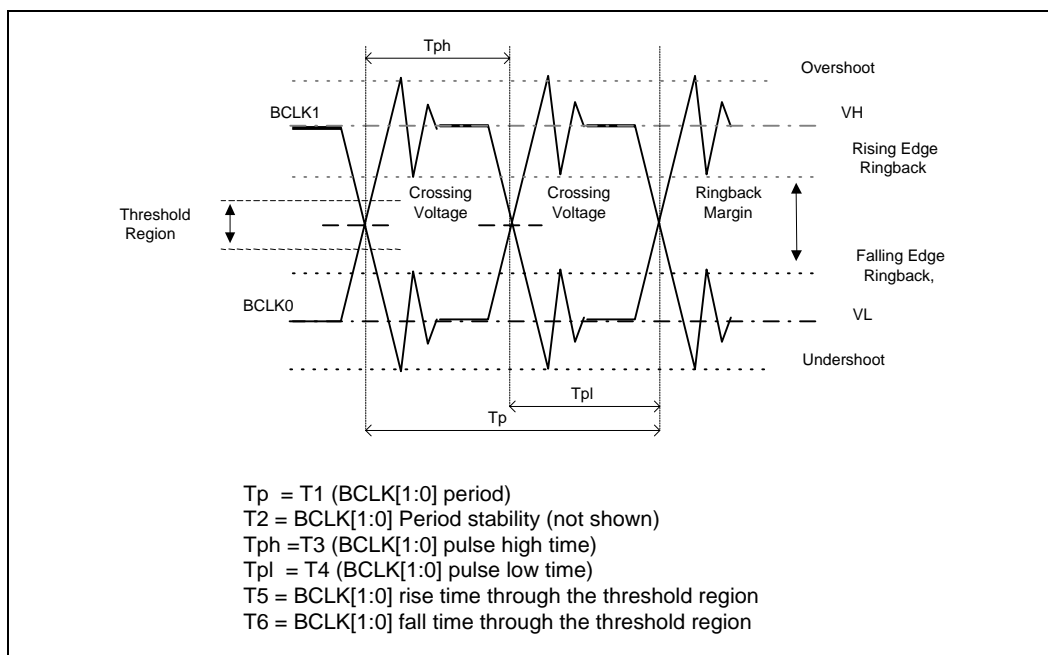 Tph
Overshoot
BCLK1
VH
Rising Edge
Ringback
Crossing
Voltage
Crossing
Voltage
Ringback
Margin
Threshold
Region
Falling Edge
Ringback,
BCLK0
VL
Undershoot
Tpl
Tp
Tp = T1 (BCLK[1:0] period)
T2 = BCLK[1:0] Period stability (not shown)
Tph =T3 (BCLK[1:0] pulse high time)
Tpl = T4 (BCLK[1:0] pulse low time)
T5 = BCLK[1:0] rise time through the threshold region
T6 = BCLK[1:0] fall time through the threshold region